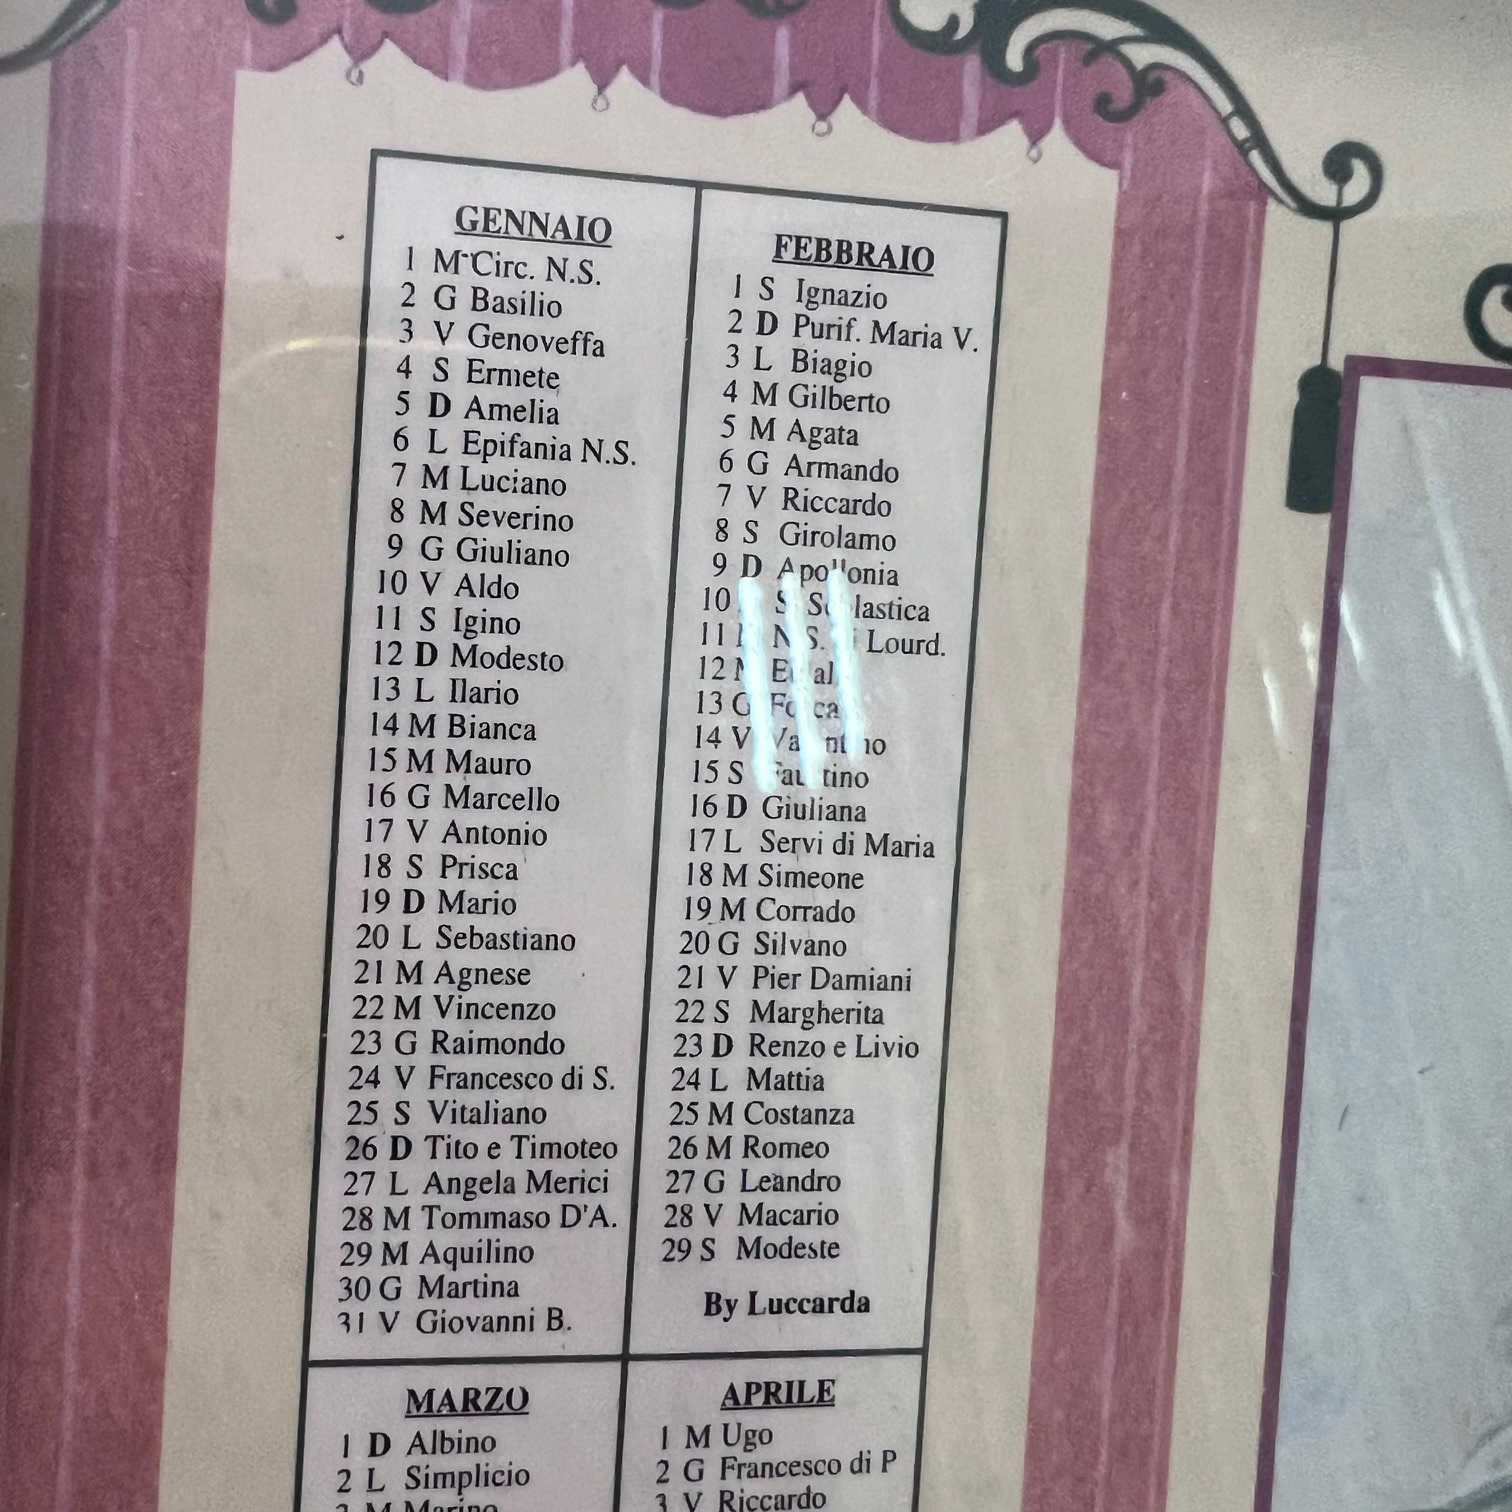 GENNAIO
1 M Circ. N.S.
2 G Basilio
3 V Genoveffa
4 S Ermete
5 D Amelia
6 L Epifania N.S.
7 M Luciano
8 M Severino
9 G Giuliano
10 V Aldo
11 S Igino
12 D Modesto
13 L Ilario
14 M Bianca
15 M Mauro
16 G Marcello
17 V Antonio
18 S Prisca
19 D Mario
20 L Sebastiano
21 M Agnese
22 M Vincenzo
23 G Raimondo
24 V Francesco di S.
25 S Vitaliano
26 D Tito e Timoteo
27 L Angela Merici
28 M Tommaso D'A.
29 M Aquilino
30 G Martina
31 V Giovanni B.
FEBBRAIO
1 S Ignazio
2 D Purif. Maria V.
3 L Biagio
4 M Gilberto
5 M Agata
6 G Armando
7 V Riccardo
8 S Girolamo
9 D Apollonia
10 S. Scolastica
11 N.S. di Lourd.
12 M
13 G Fosca
14 V Valentino
15 S Faustino
16 D Giuliana
17 L Servi di Maria
18 M Simeone
19 M Corrado
20 G Silvano
21 V Pier Damiani
22 S Margherita
23 D Renzo e Livio
24 L Mattia
25 M Costanza
26 M Romeo
27 G Leandro
28 V Macario
29 S Modeste
By Luccarda
MARZO
1 D Albino
2 L Simplicio
3 M Marino
APRILE
1 M Ugo
2 G Francesco di P
3 V Riccardo